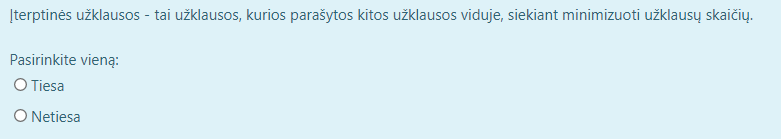 Įterptinės užklausos - tai užklausos, kurios parašytos kitos užklausos viduje, siekiant minimizuoti užklausų skaičių.
Pasirinkite vieną:
Tiesa
Netiesa